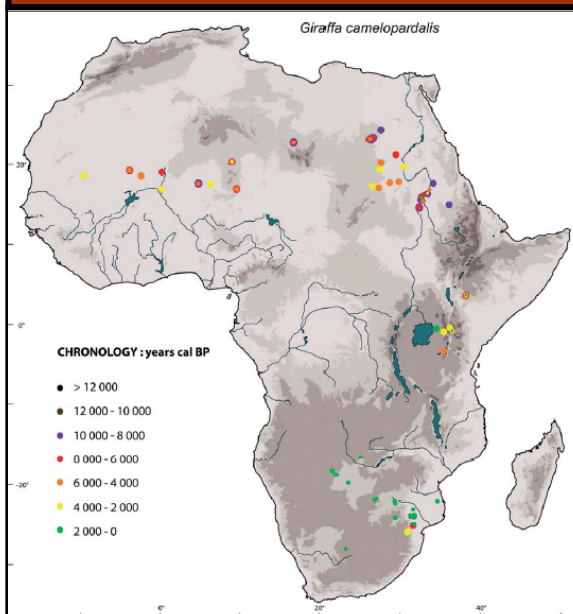 Giraffa camelopardalis
20°
0°
-20°
CHRONOLOGY : years cal BP
> 12 000
12 000 - 10 000
10 000 - 8 000
8 000 - 6 000
6 000 - 4 000
4 000 - 2 000
2 000 - 0
0° 20° 40°